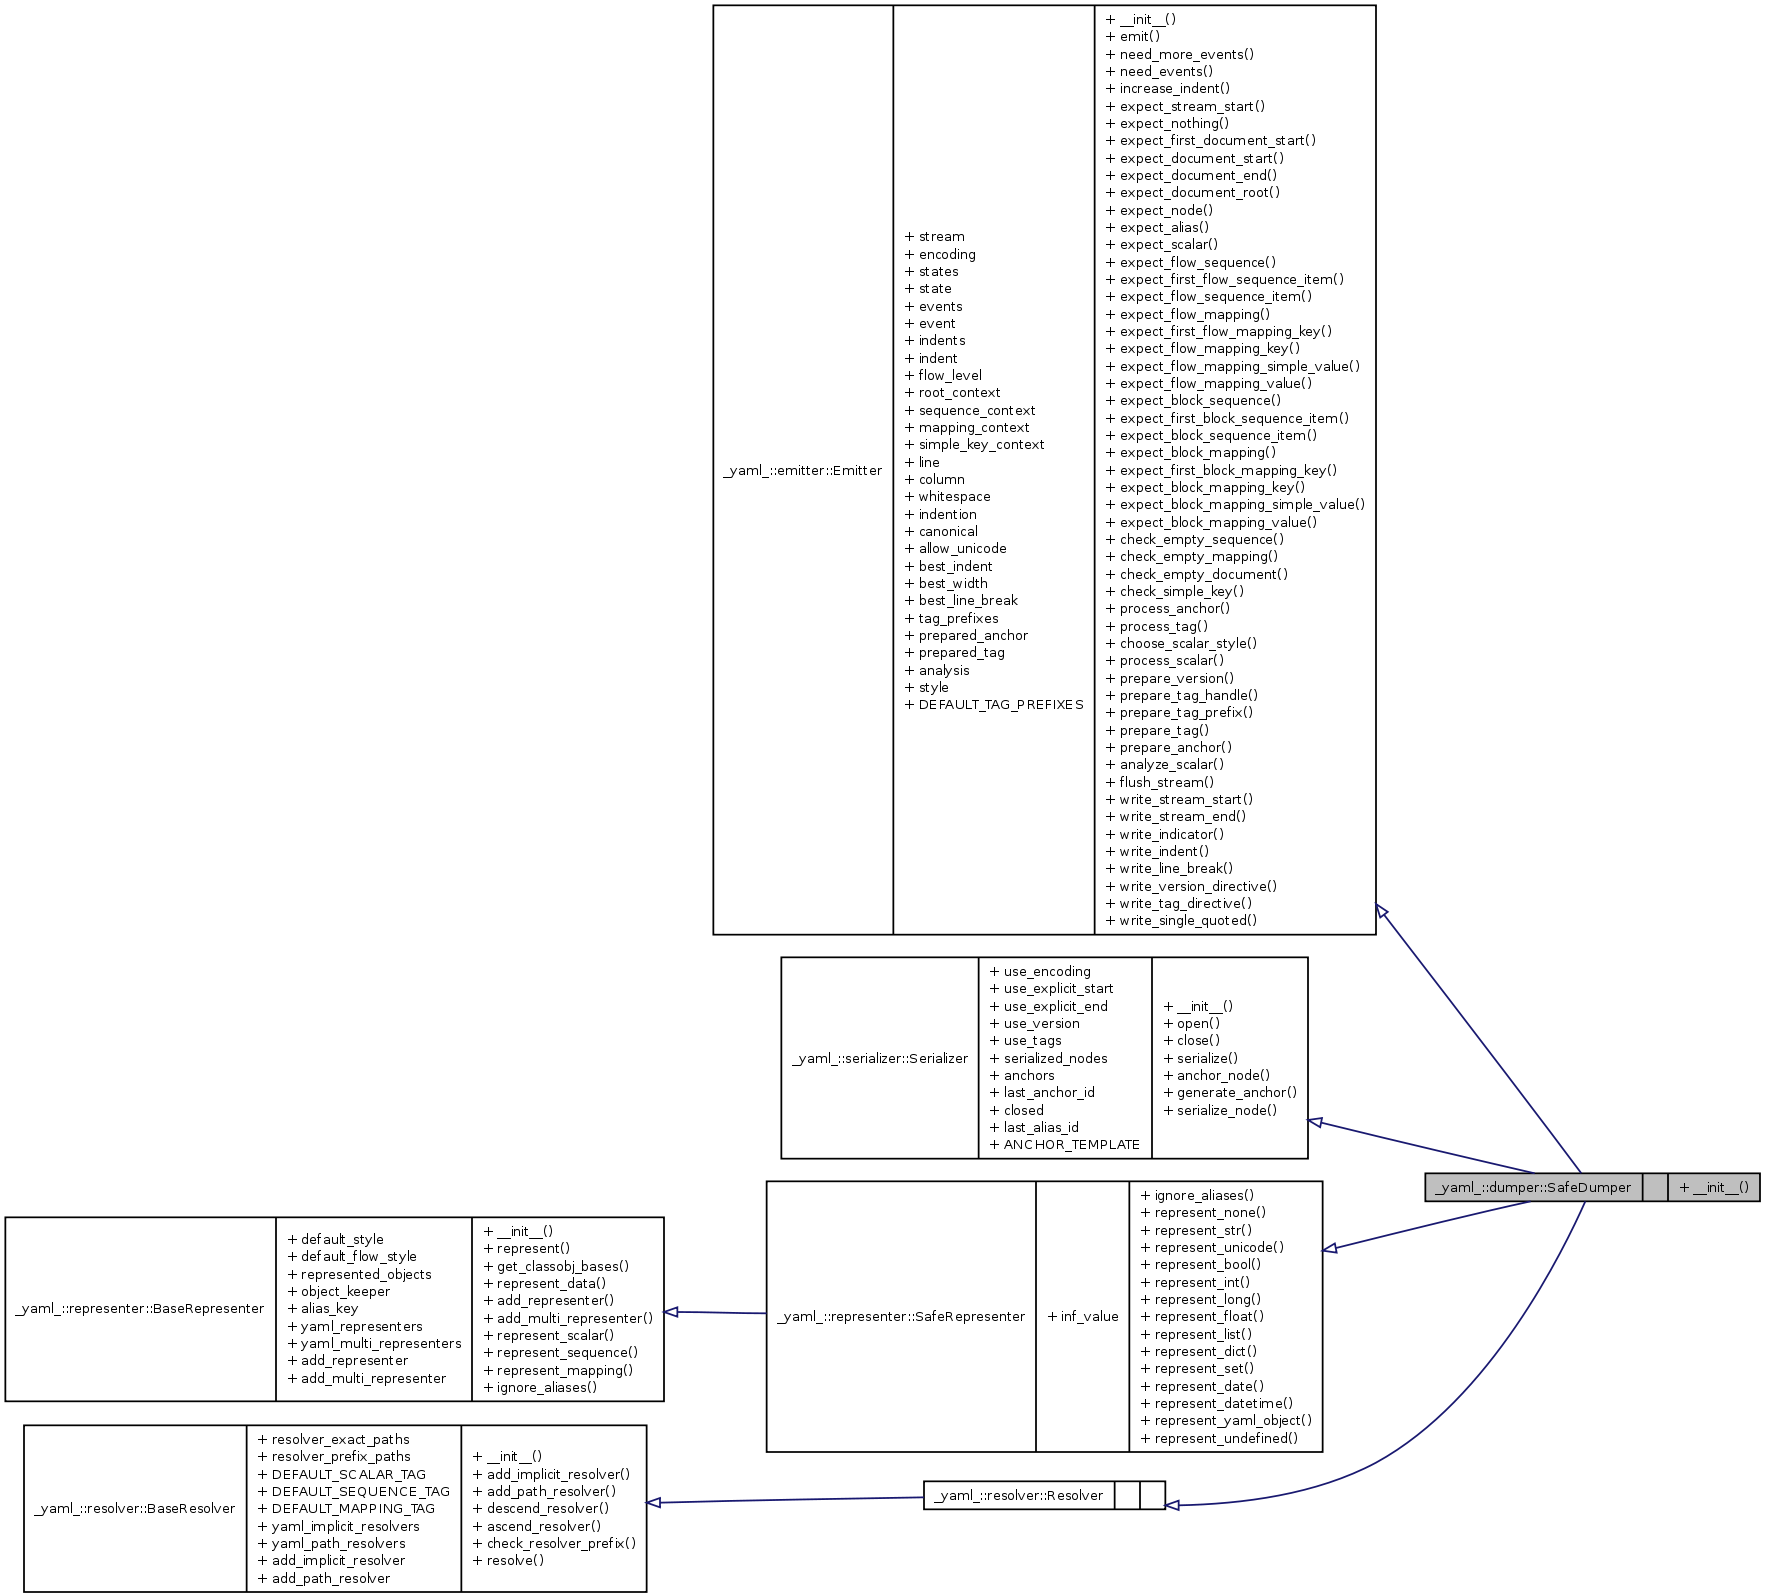 _yaml_::emitter::Emitter
+ stream
+ encoding
+ states
+ state
+ events
+ event
+ indents
+ indent
+ flow_level
+ root_context
+ sequence_context
+ mapping_context
+ simple_key_context
+ line
+ column
+ whitespace
+ indention
+ canonical
+ allow_unicode
+ best_indent
+ best_width
+ best_line_break
+ tag_prefixes
+ prepared_anchor
+ prepared_tag
+ analysis
+ style
+ DEFAULT_TAG_PREFIXES
+ __init__()
+ emit()
+ need_more_events()
+ need_events()
+ increase_indent()
+ expect_stream_start()
+ expect_nothing()
+ expect_first_document_start()
+ expect_document_start()
+ expect_document_end()
+ expect_document_root()
+ expect_node()
+ expect_alias()
+ expect_scalar()
+ expect_flow_sequence()
+ expect_first_flow_sequence_item()
+ expect_flow_sequence_item()
+ expect_flow_mapping()
+ expect_first_flow_mapping_key()
+ expect_flow_mapping_key()
+ expect_flow_mapping_simple_value()
+ expect_flow_mapping_value()
+ expect_block_sequence()
+ expect_first_block_sequence_item()
+ expect_block_sequence_item()
+ expect_block_mapping()
+ expect_first_block_mapping_key()
+ expect_block_mapping_key()
+ expect_block_mapping_simple_value()
+ expect_block_mapping_value()
+ check_empty_sequence()
+ check_empty_mapping()
+ check_empty_document()
+ check_simple_key()
+ process_anchor()
+ process_tag()
+ choose_scalar_style()
+ process_scalar()
+ prepare_version()
+ prepare_tag_handle()
+ prepare_tag_prefix()
+ prepare_tag()
+ prepare_anchor()
+ analyze_scalar()
+ flush_stream()
+ write_stream_start()
+ write_stream_end()
+ write_indicator()
+ write_indent()
+ write_line_break()
+ write_version_directive()
+ write_tag_directive()
+ write_single_quoted()
_yaml_::serializer::Serializer
+ use_encoding
+ use_explicit_start
+ use_explicit_end
+ use_version
+ use_tags
+ serialized_nodes
+ anchors
+ last_anchor_id
+ closed
+ last_alias_id
+ ANCHOR_TEMPLATE
+ __init__()
+ open()
+ close()
+ serialize()
+ anchor_node()
+ generate_anchor()
+ serialize_node()
_yaml_::dumper::SafeDumper
+ __init__()
_yaml_::representer::BaseRepresenter
+ default_style
+ default_flow_style
+ represented_objects
+ object_keeper
+ alias_key
+ yaml_representers
+ yaml_multi_representers
+ add_representer
+ add_multi_representer
+ __init__()
+ represent()
+ get_classobj_bases()
+ represent_data()
+ add_representer()
+ add_multi_representer()
+ represent_scalar()
+ represent_sequence()
+ represent_mapping()
+ ignore_aliases()
_yaml_::representer::SafeRepresenter
+ inf_value
+ ignore_aliases()
+ represent_none()
+ represent_str()
+ represent_unicode()
+ represent_bool()
+ represent_int()
+ represent_long()
+ represent_float()
+ represent_list()
+ represent_dict()
+ represent_set()
+ represent_date()
+ represent_datetime()
+ represent_yaml_object()
+ represent_undefined()
_yaml_::resolver::BaseResolver
+ resolver_exact_paths
+ resolver_prefix_paths
+ DEFAULT_SCALAR_TAG
+ DEFAULT_SEQUENCE_TAG
+ DEFAULT_MAPPING_TAG
+ yaml_implicit_resolvers
+ yaml_path_resolvers
+ add_implicit_resolver
+ add_path_resolver
+ __init__()
+ add_implicit_resolver()
+ add_path_resolver()
+ descend_resolver()
+ ascend_resolver()
+ check_resolver_prefix()
+ resolve()
_yaml_::resolver::Resolver